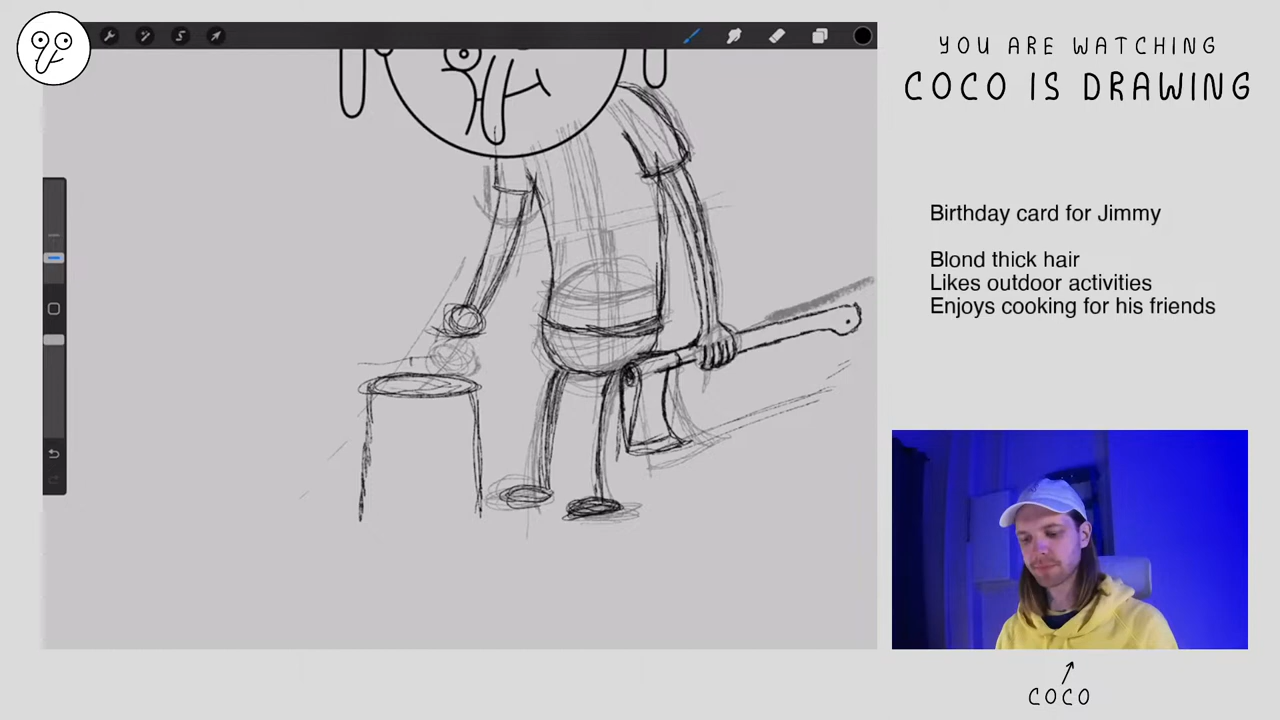 YOU ARE WATCHING
COCO IS DRAWING
Birthday card for Jimmy
Blond thick hair
Likes outdoor activities
Enjoys cooking for his friends
COCO